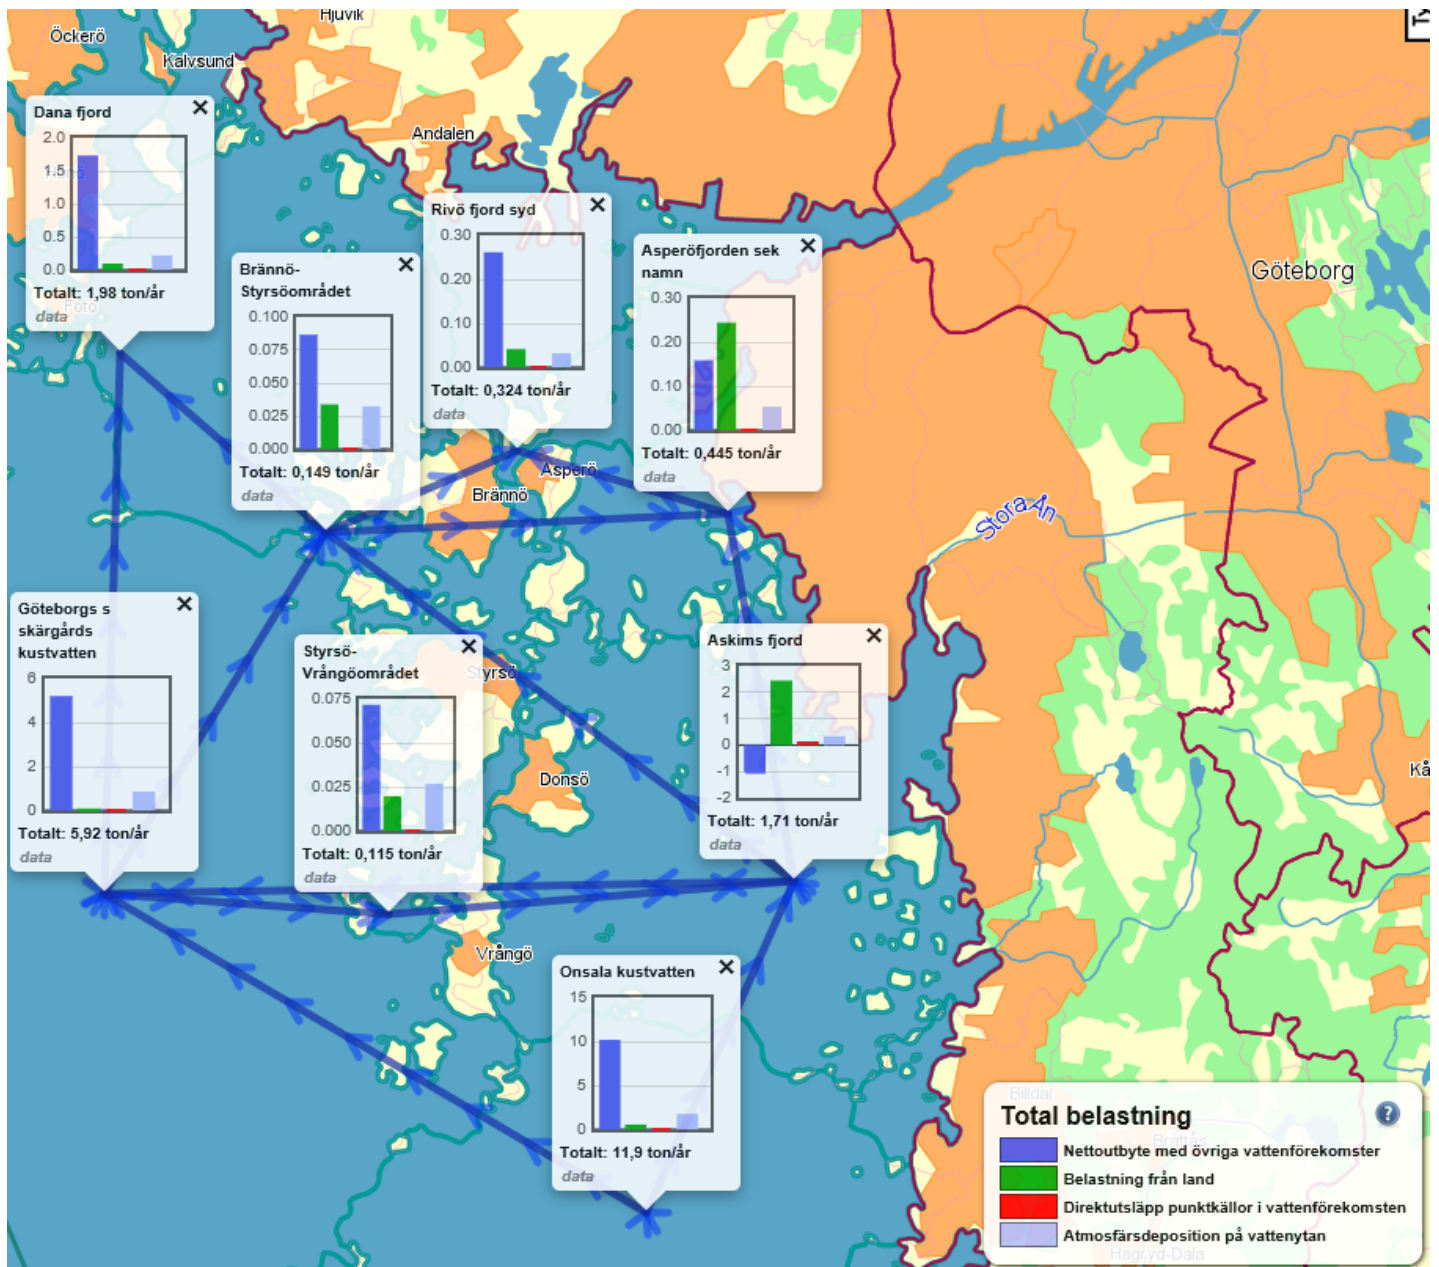 Hjuvik
Öckerö
Kalvsund
Andalen
Dana fjord
2.0
1.5
1.0
0.5
0.0
Totalt: 1,98 ton/år
Fotö
data
Rivö fjord syd
0.30
0.20
0.10
0.00
Totalt: 0,324 ton/år
data
Asperöfjorden sek
namn
0.30
0.20
0.10
0.00
Totalt: 0,445 ton/år
data
Brännö-
Styrsöområdet
0.100
0.075
0.050
0.025
0.000
Totalt: 0,149 ton/år
data
Göteborg
Asperö
Brännö
Stora Ån
Göteborgs s
skärgårds
kustvatten
6
4
2
0
Totalt: 5,92 ton/år
data
Styrsö-
Vrångöområdet
0.075
0.050
0.025
0.000
Totalt: 0,115 ton/år
data
Styrsö
Donsö
Askims fjord
3
2
1
0
-1
-2
Totalt: 1,71 ton/år
data
Kå
Vrångö
Onsala kustvatten
15
10
5
0
Totalt: 11,9 ton/år
data
Billdal
Total belastning
?
Nettoutbyte med övriga vattenförekomster
Brattås
Belastning från land
Direktutsläpp punktkällor i vattenförekomsten
Atmosfärsdeposition på vattenytan
Hagryd-Dala